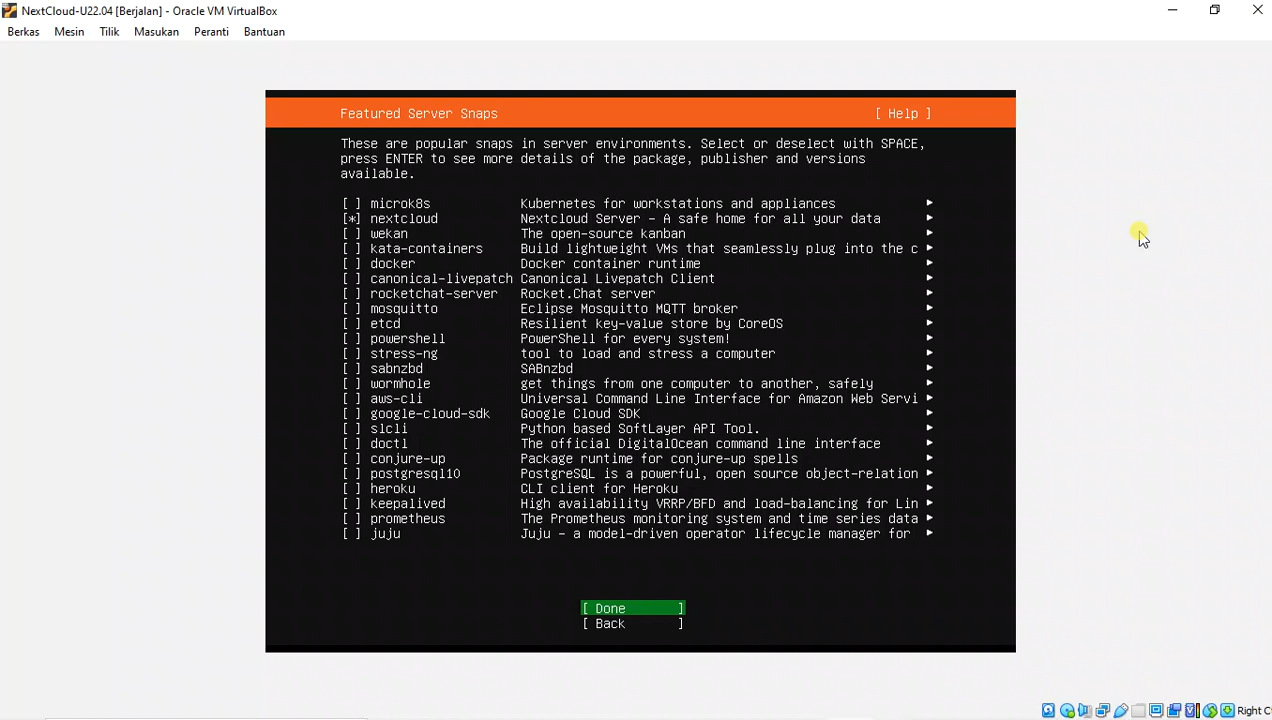 NextCloud-U22.04 [Berjalan] - Oracle VM VirtualBox
Berkas Mesin Tilik Masukan Peranti Bantuan
Featured Server Snaps [ Help ]
These are popular snaps in server environments. Select or deselect with SPACE,
press ENTER to see more details of the package, publisher and versions
available.
[ ] microk8s Kubernetes for workstations and appliances ►
[*] nextcloud Nextcloud Server - A safe home for all your data ►
[ ] wekan The open-source kanban ►
[ ] kata-containers Build lightweight VMs that seamlessly plug into the c ►
[ ] docker Docker container runtime ►
[ ] canonical-livepatch Canonical Livepatch Client ►
[ ] rocketchat-server Rocket.Chat server ►
[ ] mosquitto Eclipse Mosquitto MQTT broker ►
[ ] etcd Resilient key-value store by CoreOS ►
[ ] powershell PowerShell for every system! ►
[ ] stress-ng tool to load and stress a computer ►
[ ] sabnzbd SABnzbd ►
[ ] wormhole get things from one computer to another, safely ►
[ ] aws-cli Universal Command Line Interface for Amazon Web Servi ►
[ ] google-cloud-sdk Google Cloud SDK ►
[ ] slcli Python based SoftLayer API Tool. ►
[ ] doctl The official DigitalOcean command line interface ►
[ ] conjure-up Package runtime for conjure-up spells ►
[ ] postgresql10 PostgreSQL is a powerful, open source object-relation ►
[ ] heroku CLI client for Heroku ►
[ ] keepalived High availability VRRP/BFD and load-balancing for Lin ►
[ ] prometheus The Prometheus monitoring system and time series data ►
[ ] juju Juju - a model-driven operator lifecycle manager for ►
[ Done ]
[ Back ]
Right C